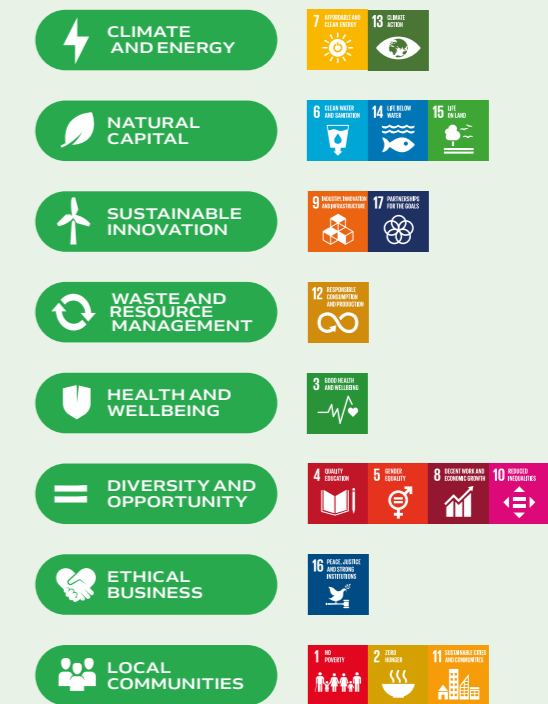 CLIMATE
AND ENERGY
7 AFFORDABLE AND
CLEAN ENERGY
13 CLIMATE
ACTION
NATURAL
CAPITAL
6 CLEAN WATER
AND SANITATION
14 LIFE BELOW
WATER
15 LIFE
ON LAND
SUSTAINABLE
INNOVATION
9 INDUSTRY, INNOVATION
AND INFRASTRUCTURE
17 PARTNERSHIPS
FOR THE GOALS
WASTE AND
RESOURCE
MANAGEMENT
12 RESPONSIBLE
CONSUMPTION
AND PRODUCTION
HEALTH AND
WELLBEING
3 GOOD HEALTH
AND WELLBEING
DIVERSITY AND
OPPORTUNITY
4 QUALITY
EDUCATION
5 GENDER
EQUALITY
8 DECENT WORK AND
ECONOMIC GROWTH
10 REDUCED
INEQUALITIES
ETHICAL
BUSINESS
16 PEACE, JUSTICE
AND STRONG
INSTITUTIONS
LOCAL
COMMUNITIES
1 NO
POVERTY
2 ZERO
HUNGER
11 SUSTAINABLE CITIES
AND COMMUNITIES